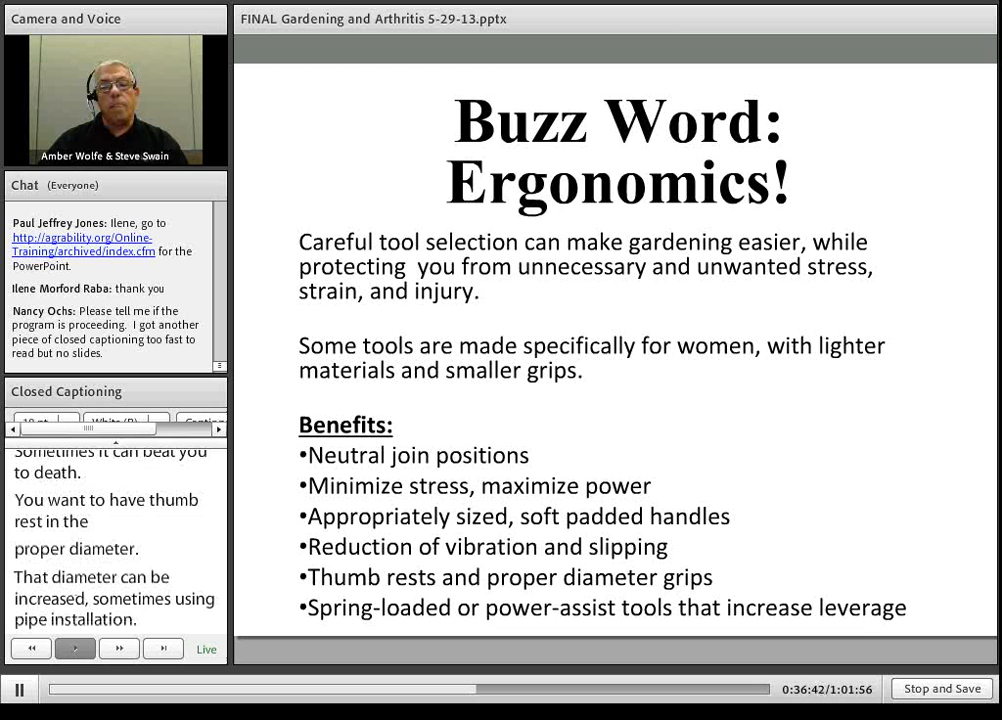 Camera and Voice
FINAL Gardening and Arthritis 5-29-13.pptx
Amber Wolfe & Steve Swain
Chat (Everyone)
Paul Jeffrey Jones: Ilene, go to
http://agrability.org/Online-
Training/archived/index.cfm for the
PowerPoint.
Ilene Morford Raba: thank you
Nancy Ochs: Please tell me if the
program is proceeding. I got another
piece of closed captioning too fast to
read but no slides.
Closed Captioning
Sometimes it can beat you
to death.
You want to have thumb
rest in the
proper diameter.
That diameter can be
increased, sometimes using
pipe installation.
Live
Buzz Word:
Ergonomics!
Careful tool selection can make gardening easier, while
protecting you from unnecessary and unwanted stress,
strain, and injury.
Some tools are made specifically for women, with lighter
materials and smaller grips.
Benefits:
•Neutral join positions
•Minimize stress, maximize power
•Appropriately sized, soft padded handles
•Reduction of vibration and slipping
•Thumb rests and proper diameter grips
•Spring-loaded or power-assist tools that increase leverage
0:36:42/1:01:56
Stop and Save